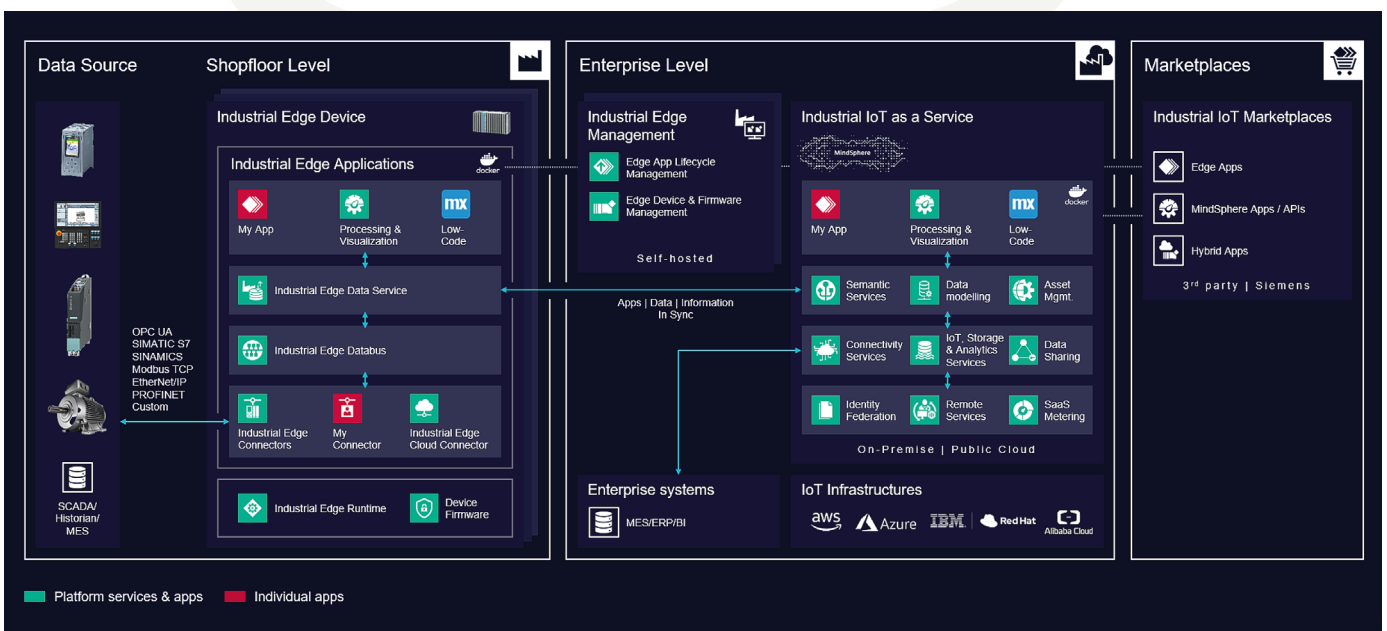 Data Source
OPC UA
SIMATIC S7
SINAMICS
Modbus TCP
EtherNet/IP
PROFINET
Custom
SCADA/
Historian/
MES
Shopfloor Level
Industrial Edge Device
Industrial Edge Applications
docker
My App
Processing &
Visualization
mx
Low-
Code
Industrial Edge Data Service
Industrial Edge Databus
Industrial Edge
Connectors
My
Connector
Industrial Edge
Cloud Connector
Industrial Edge Runtime
Device
Firmware
Enterprise Level
Industrial Edge
Management
Edge App Lifecycle
Management
Edge Device & Firmware
Management
Self-hosted
Apps | Data | Information
In Sync
Enterprise systems
MES/ERP/BI
Industrial IoT as a Service
MindSphere
docker
My App
Processing &
Visualization
mx
Low-
Code
Semantic
Services
Data
modelling
Asset
Mgmt.
Connectivity
Services
IoT, Storage
& Analytics
Services
Data
Sharing
Identity
Federation
Remote
Services
SaaS
Metering
On-Premise | Public Cloud
IoT Infrastructures
aws
Azure
IBM
Red Hat
Alibaba Cloud
Marketplaces
Industrial IoT Marketplaces
Edge Apps
MindSphere Apps / APIs
Hybrid Apps
3rd party | Siemens
Platform services & apps
Individual apps